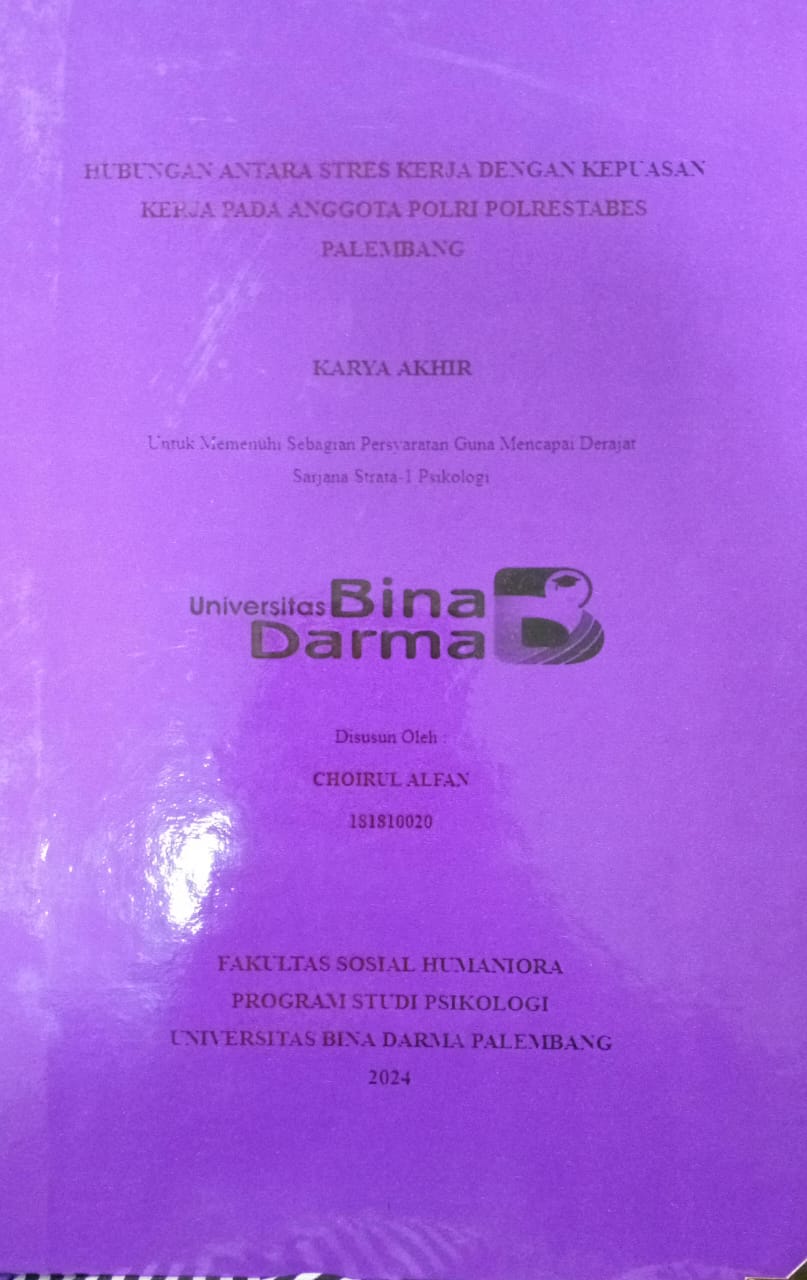 HUBUNGAN ANTARA STRES KERJA DENGAN KEPUASAN
KERJA PADA ANGGOTA POLRI POLRESTABES
PALEMBANG
KARYA AKHIR
Untuk Memenuhi Sebagian Persyaratan Guna Mencapai Derajat
Sarjana Strata-1 Psikologi
Universitas Bina
Darma
Disusun Oleh :
CHOIRUL ALFAN
181810020
FAKULTAS SOSIAL HUMANIORA
PROGRAM STUDI PSIKOLOGI
UNIVERSITAS BINA DARMA PALEMBANG
2024